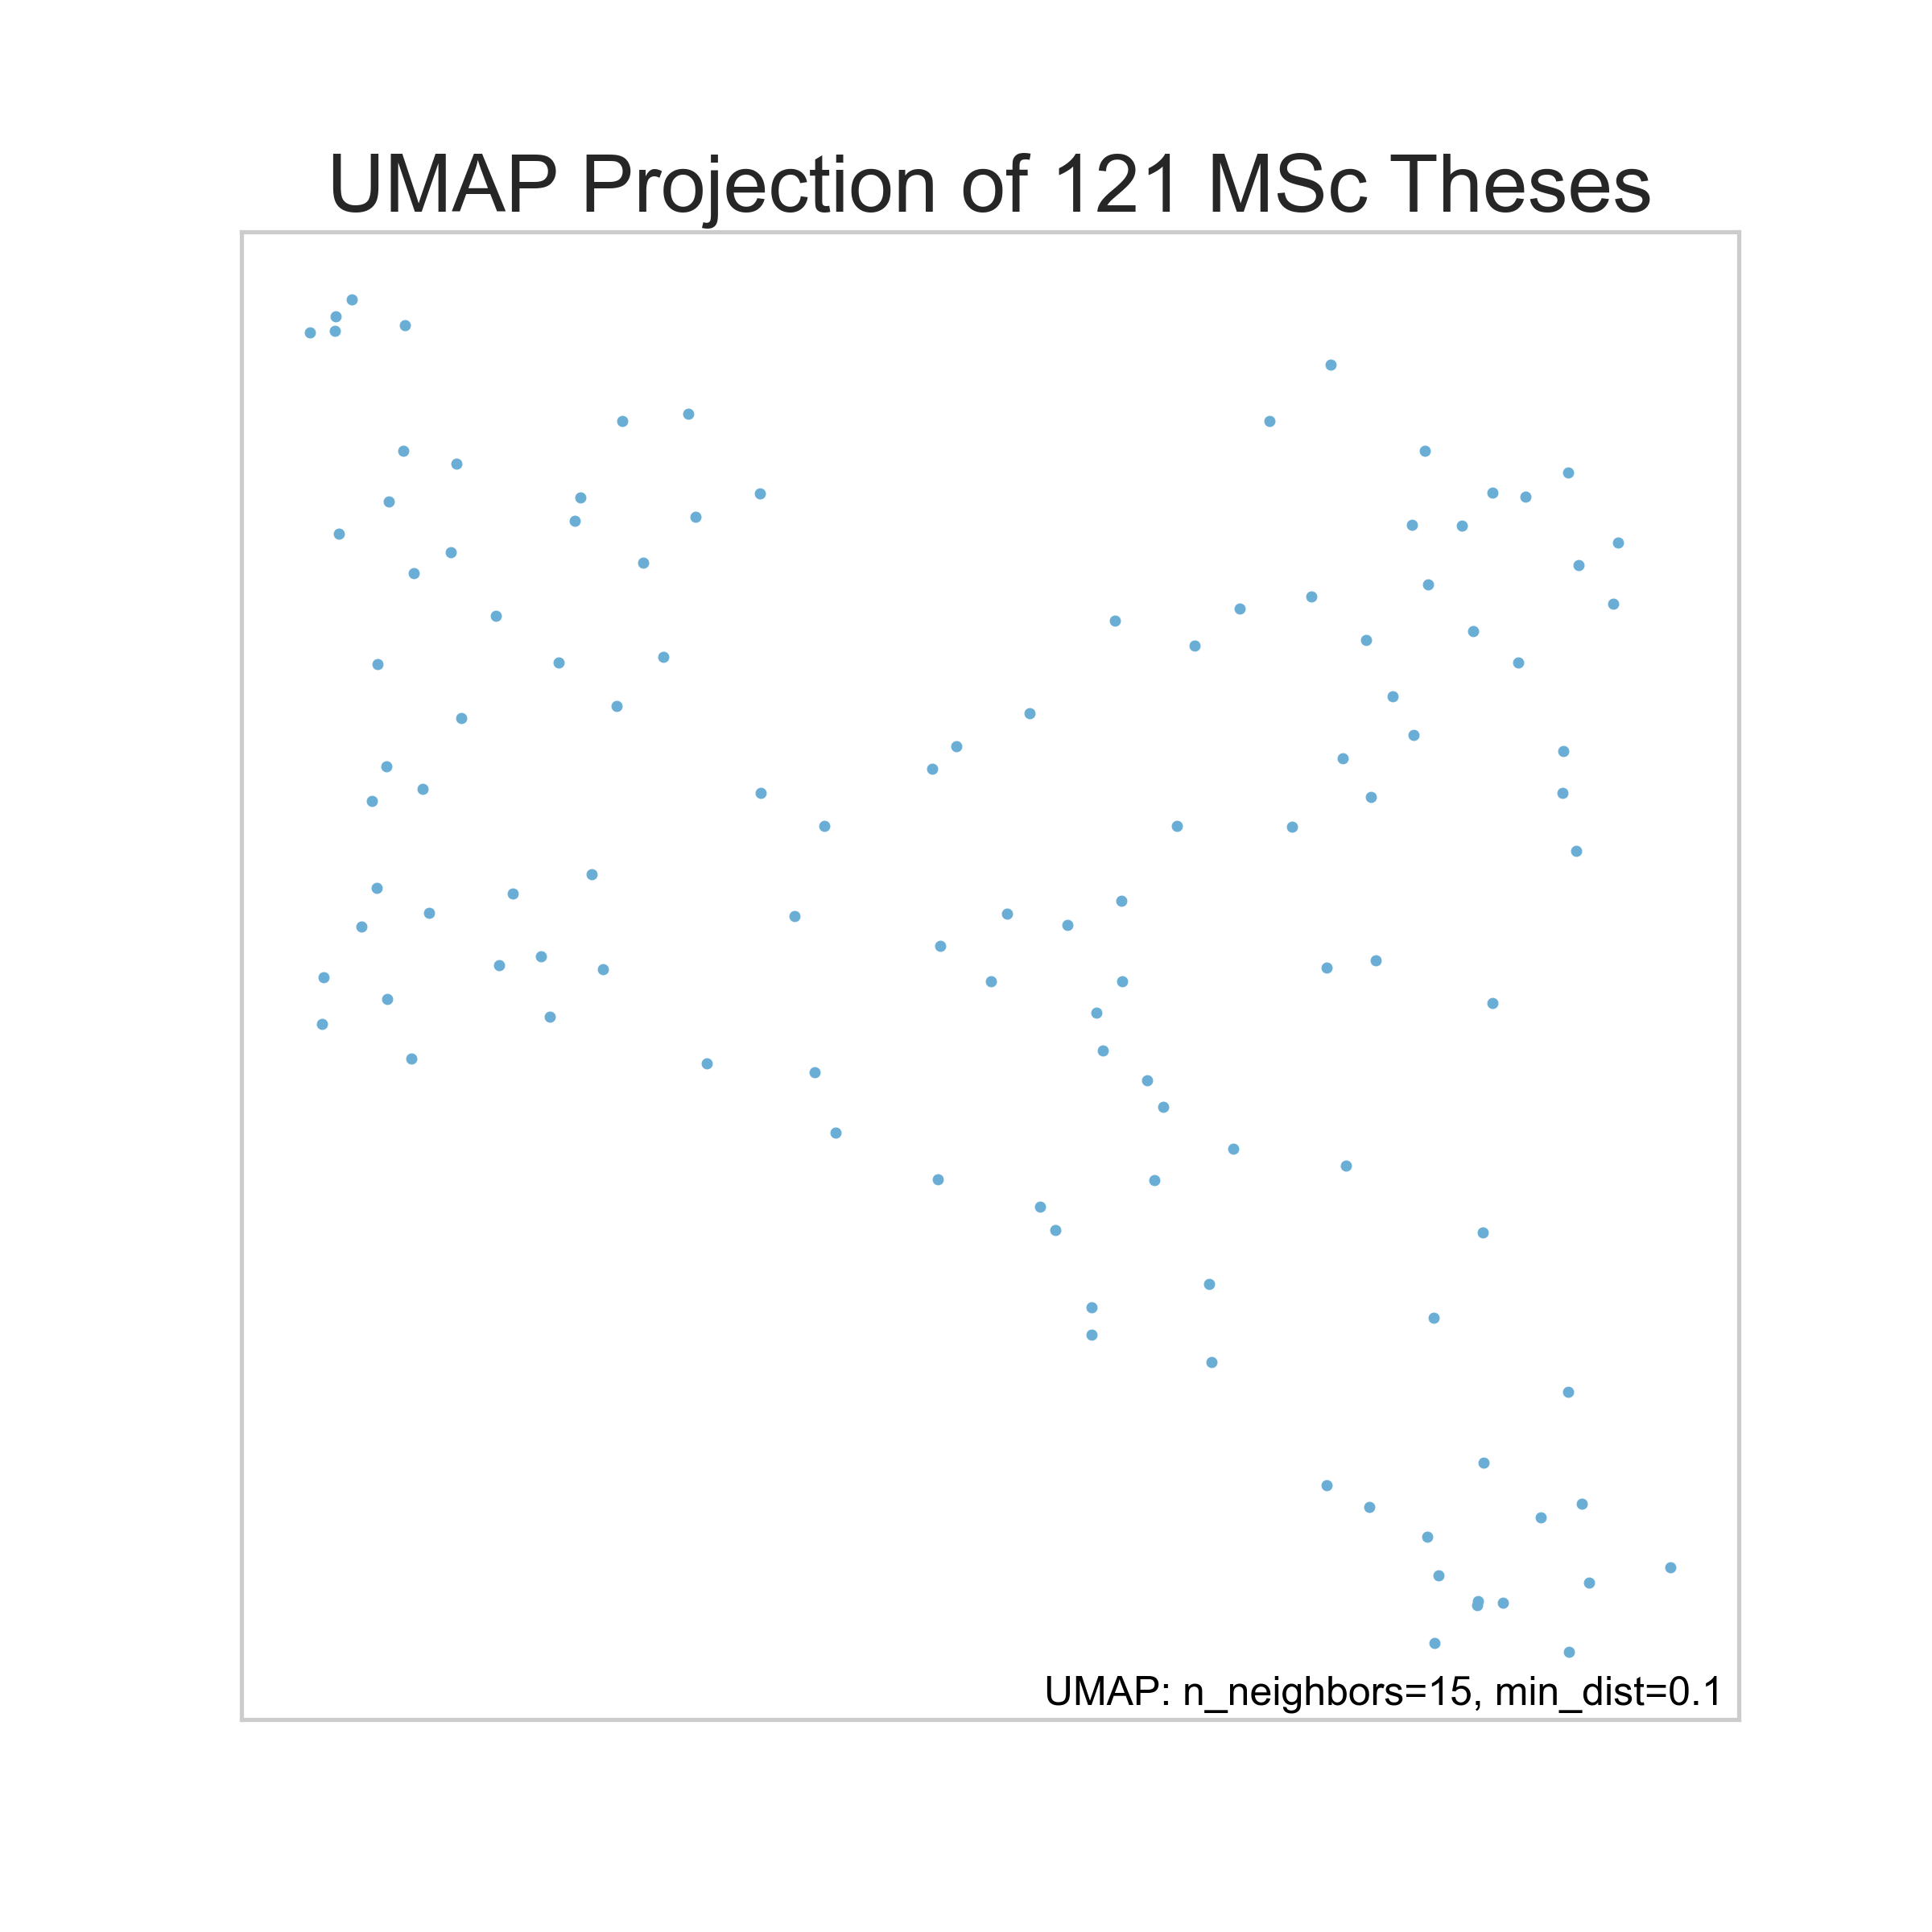 UMAP Projection of 121 MSc Theses
UMAP: n_neighbors=15, min_dist=0.1